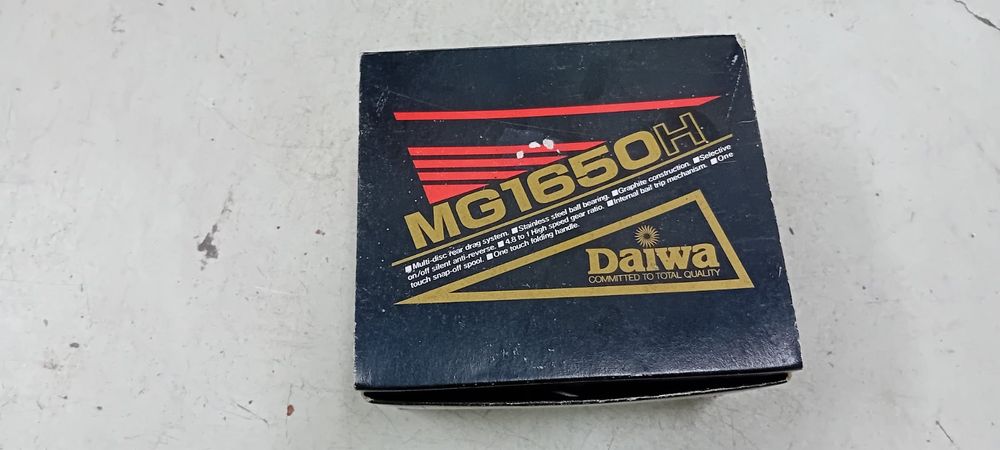 MG1650H
■Multi-disc rear drag system. ■Stainless steel ball bearing. ■Graphite construction. ■Selective
on/off silent anti-reverse. ■4.8 to 1 High speed gear ratio. ■Internal bail trip mechanism. ■One
touch snap-off spool. ■One touch folding handle.
Daiwa
COMMITTED TO TOTAL QUALITY